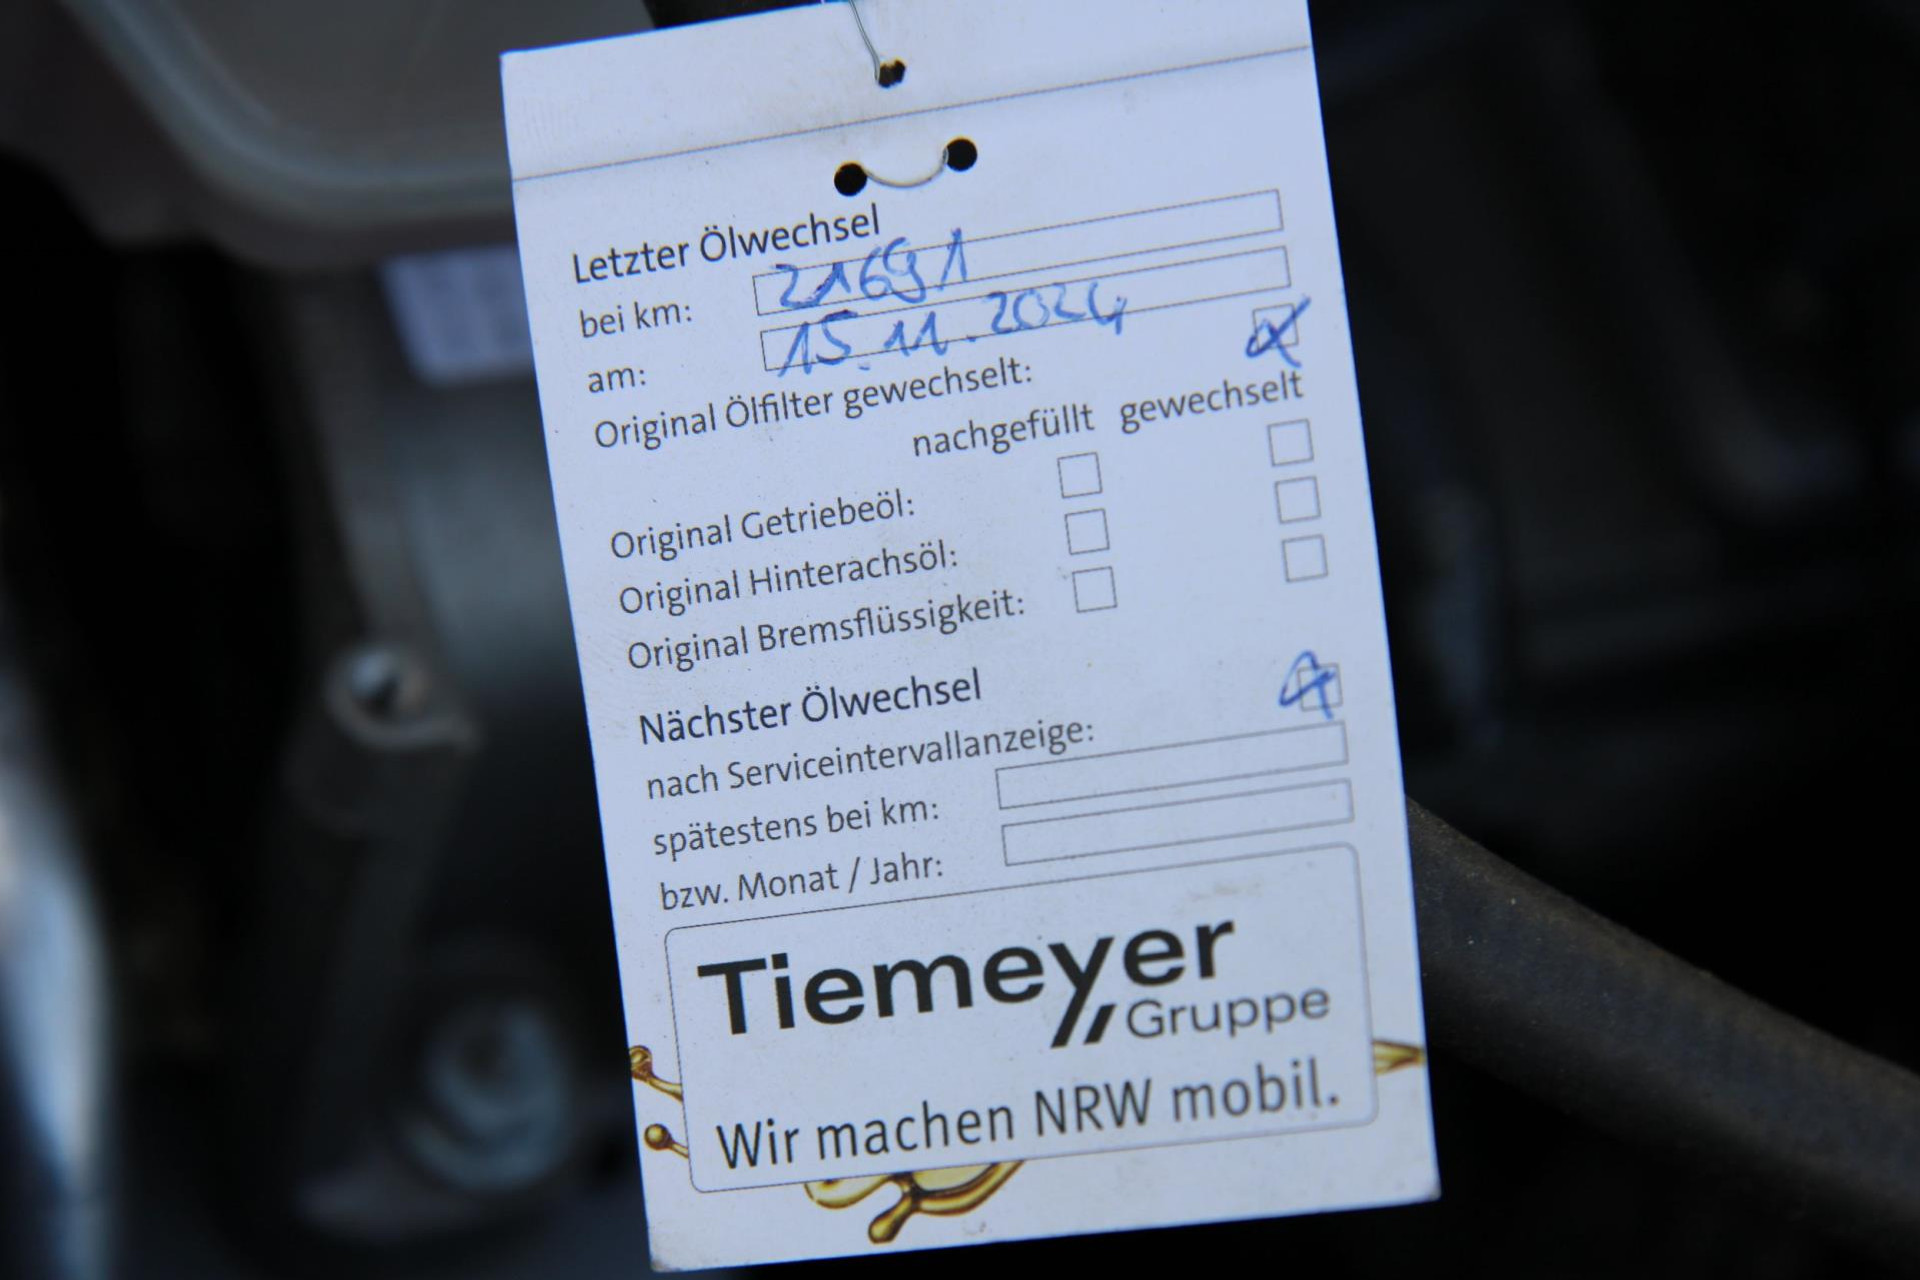 Letzter Ölwechsel
bei km: 21691
am: 15.11.2024
Original Ölfilter gewechselt:
nachgefüllt gewechselt
Original Getriebeöl:
Original Hinterachsöl:
Original Bremsflüssigkeit:
Nächster Ölwechsel
nach Serviceintervallanzeige:
spätestens bei km:
bzw. Monat / Jahr:
Tiemeyer
Gruppe
Wir machen NRW mobil.